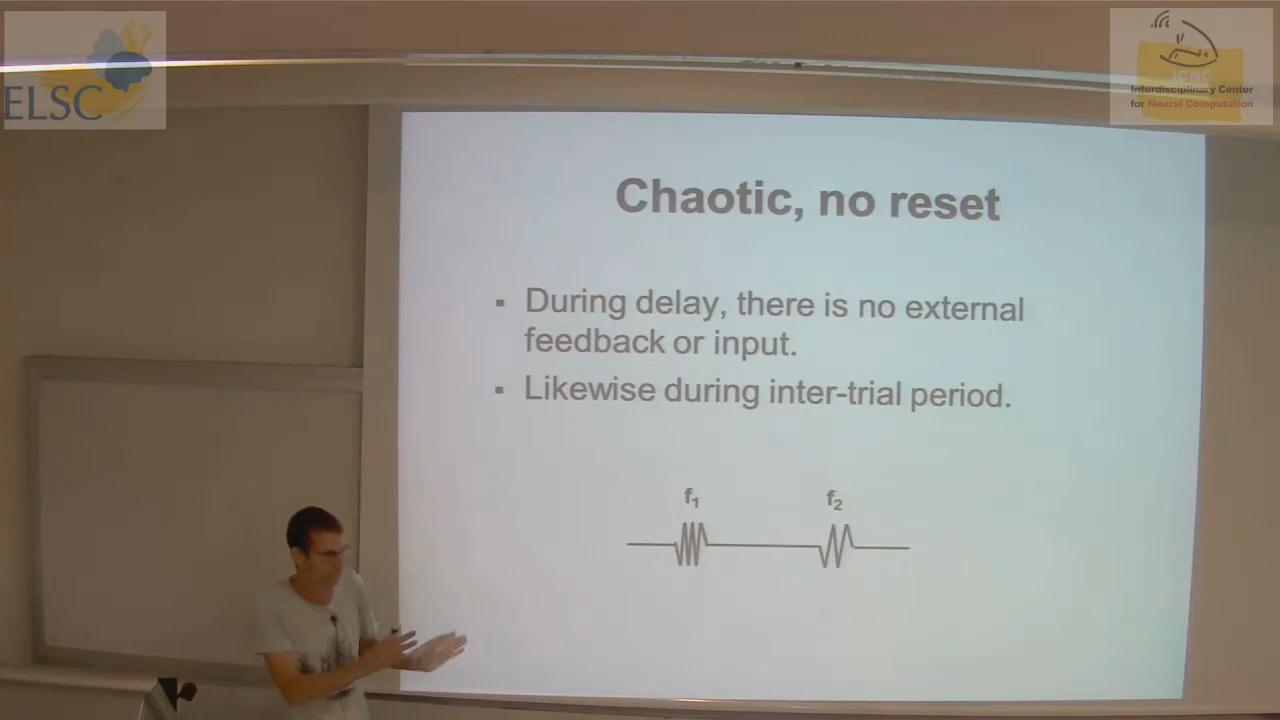 ELSC
ICNC
Interdisciplinary Center
for Neural Computation
Chaotic, no reset
▪ During delay, there is no external
feedback or input.
▪ Likewise during inter-trial period.
f₁ f₂